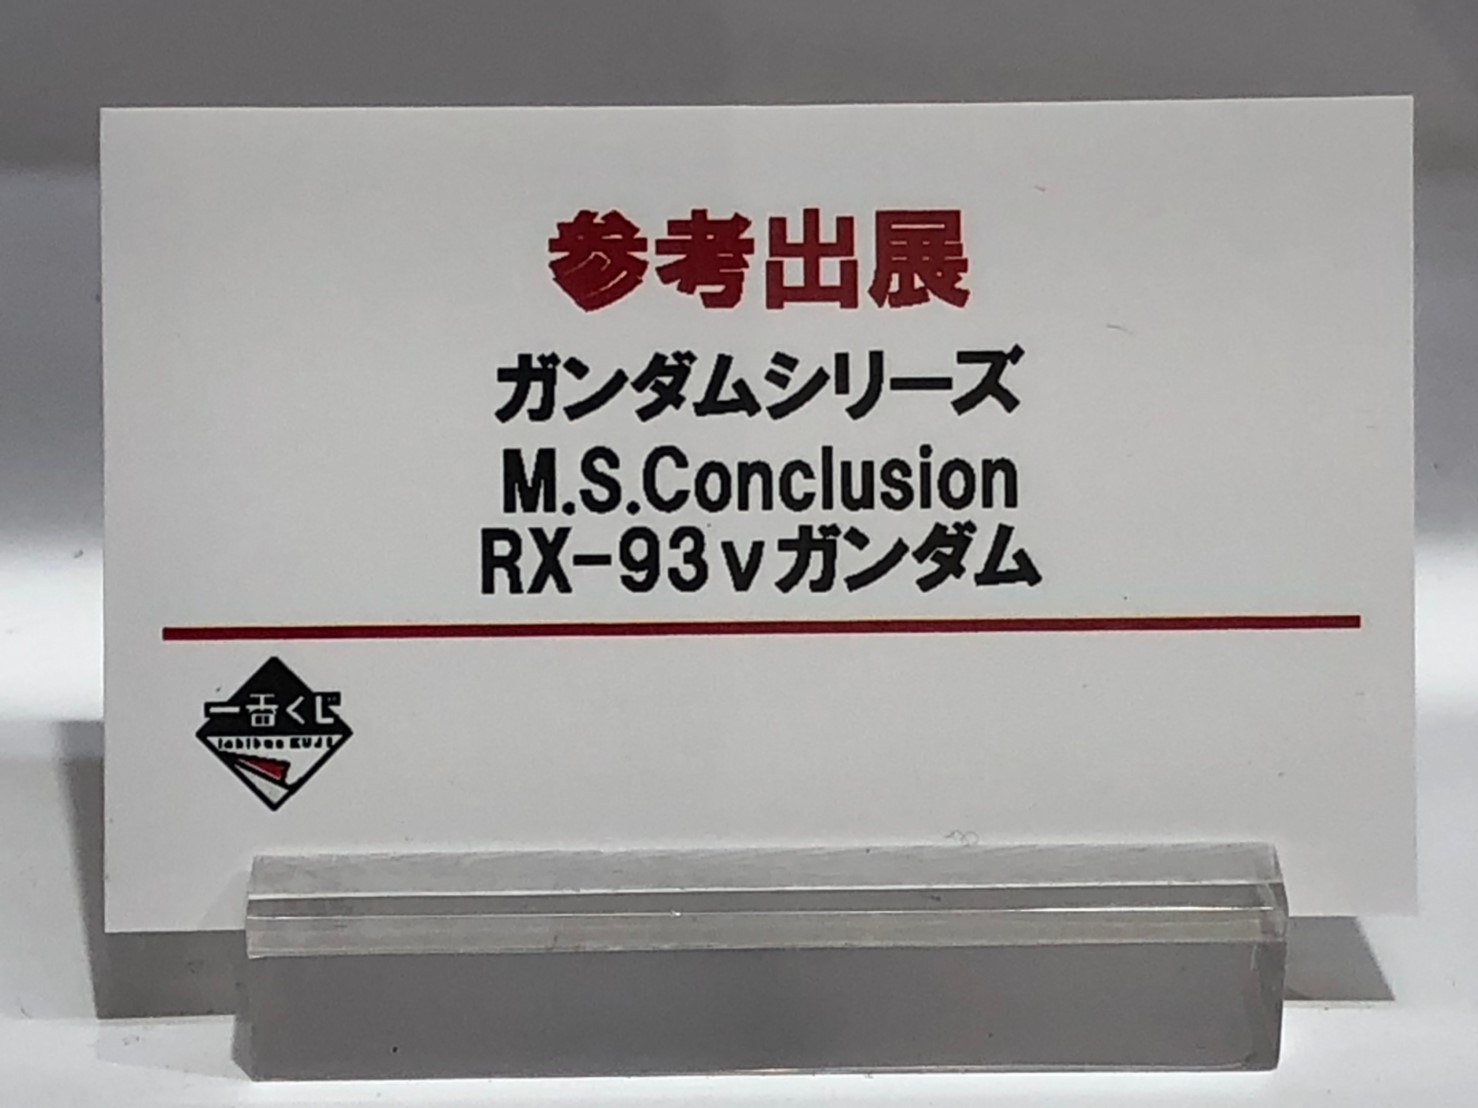 参考出展
ガンダムシリーズ
M.S.Conclusion
RX-93νガンダム
一番くじ
Ichiban KUJI